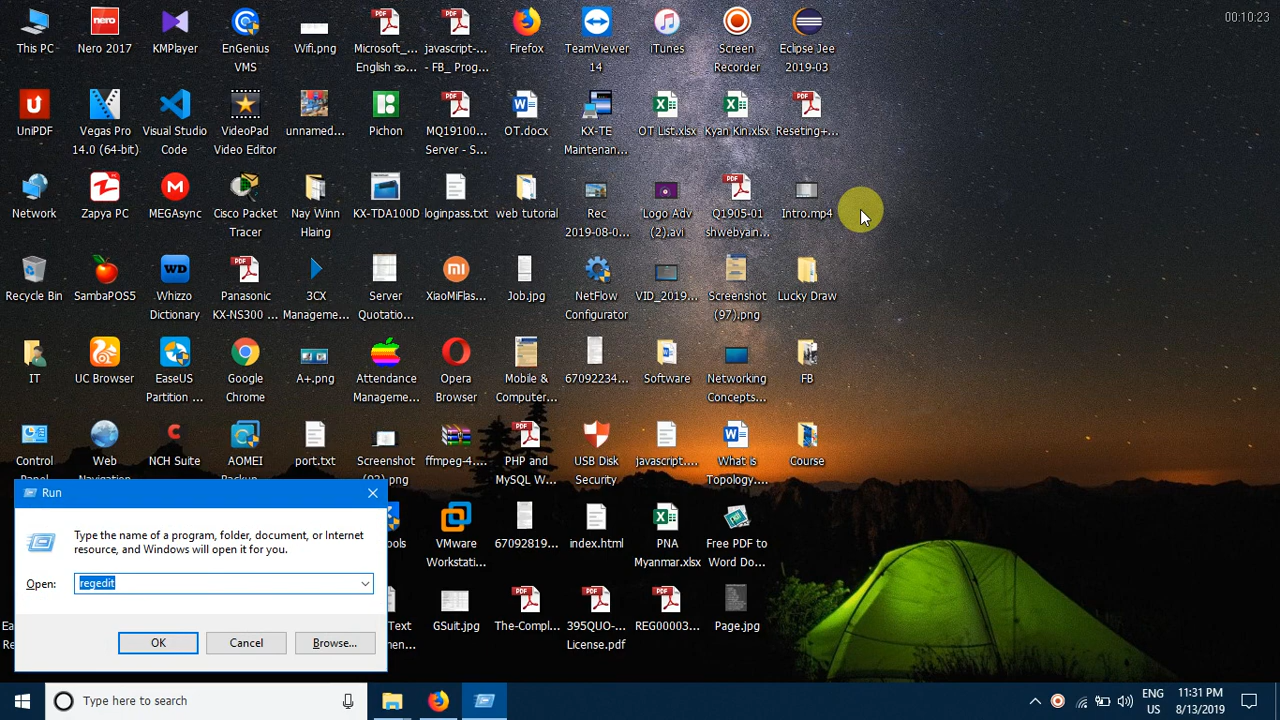 00:10:23
This PC
Nero 2017
KMPlayer
EnGenius
VMS
Wifi.png
Microsoft_...
English အသ...
javascript-...
- FB_ Prog...
Firefox
TeamViewer
14
iTunes
Screen
Recorder
Eclipse Jee
2019-03
UniPDF
Vegas Pro
14.0 (64-bit)
Visual Studio
Code
VideoPad
Video Editor
unnamed...
Pichon
MQ19100...
Server - S...
OT.docx
KX-TE
Maintenan...
OT List.xlsx
Kyan Kin.xlsx
Reseting+...
Network
Zapya PC
MEGAsync
Cisco Packet
Tracer
Nay Winn
Hlaing
KX-TDA100D
loginpass.txt
web tutorial
Rec
2019-08-0...
Logo Adv
(2).avi
Q1905-01
shwebyain...
Intro.mp4
Recycle Bin
SambaPOS5
Whizzo
Dictionary
Panasonic
KX-NS300 ...
3CX
Manageme...
Server
Quotatio...
XiaoMiFlas...
Job.jpg
NetFlow
Configurator
VID_2019...
Screenshot
(97).png
Lucky Draw
IT
UC Browser
EaseUS
Partition ...
Google
Chrome
A+.png
Attendance
Manageme...
Opera
Browser
Mobile &
Computer...
67092234...
Software
Networking
Concepts...
FB
Control
Panel
Web
Navigation
NCH Suite
AOMEI
Backup...
port.txt
Screenshot
(92).png
ffmpeg-4....
PHP and
MySQL W...
USB Disk
Security
javascript....
What is
Topology....
Course
VMware
Workstati...
67092819...
index.html
PNA
Myanmar.xlsx
Free PDF to
Word Do...
GSuit.jpg
The-Compl...
395QUO-...
License.pdf
REG00003...
Page.jpg
Run
Type the name of a program, folder, document, or Internet
resource, and Windows will open it for you.
Open:
regedit
OK
Cancel
Browse...
Type here to search
ENG
US
4:31 PM
8/13/2019